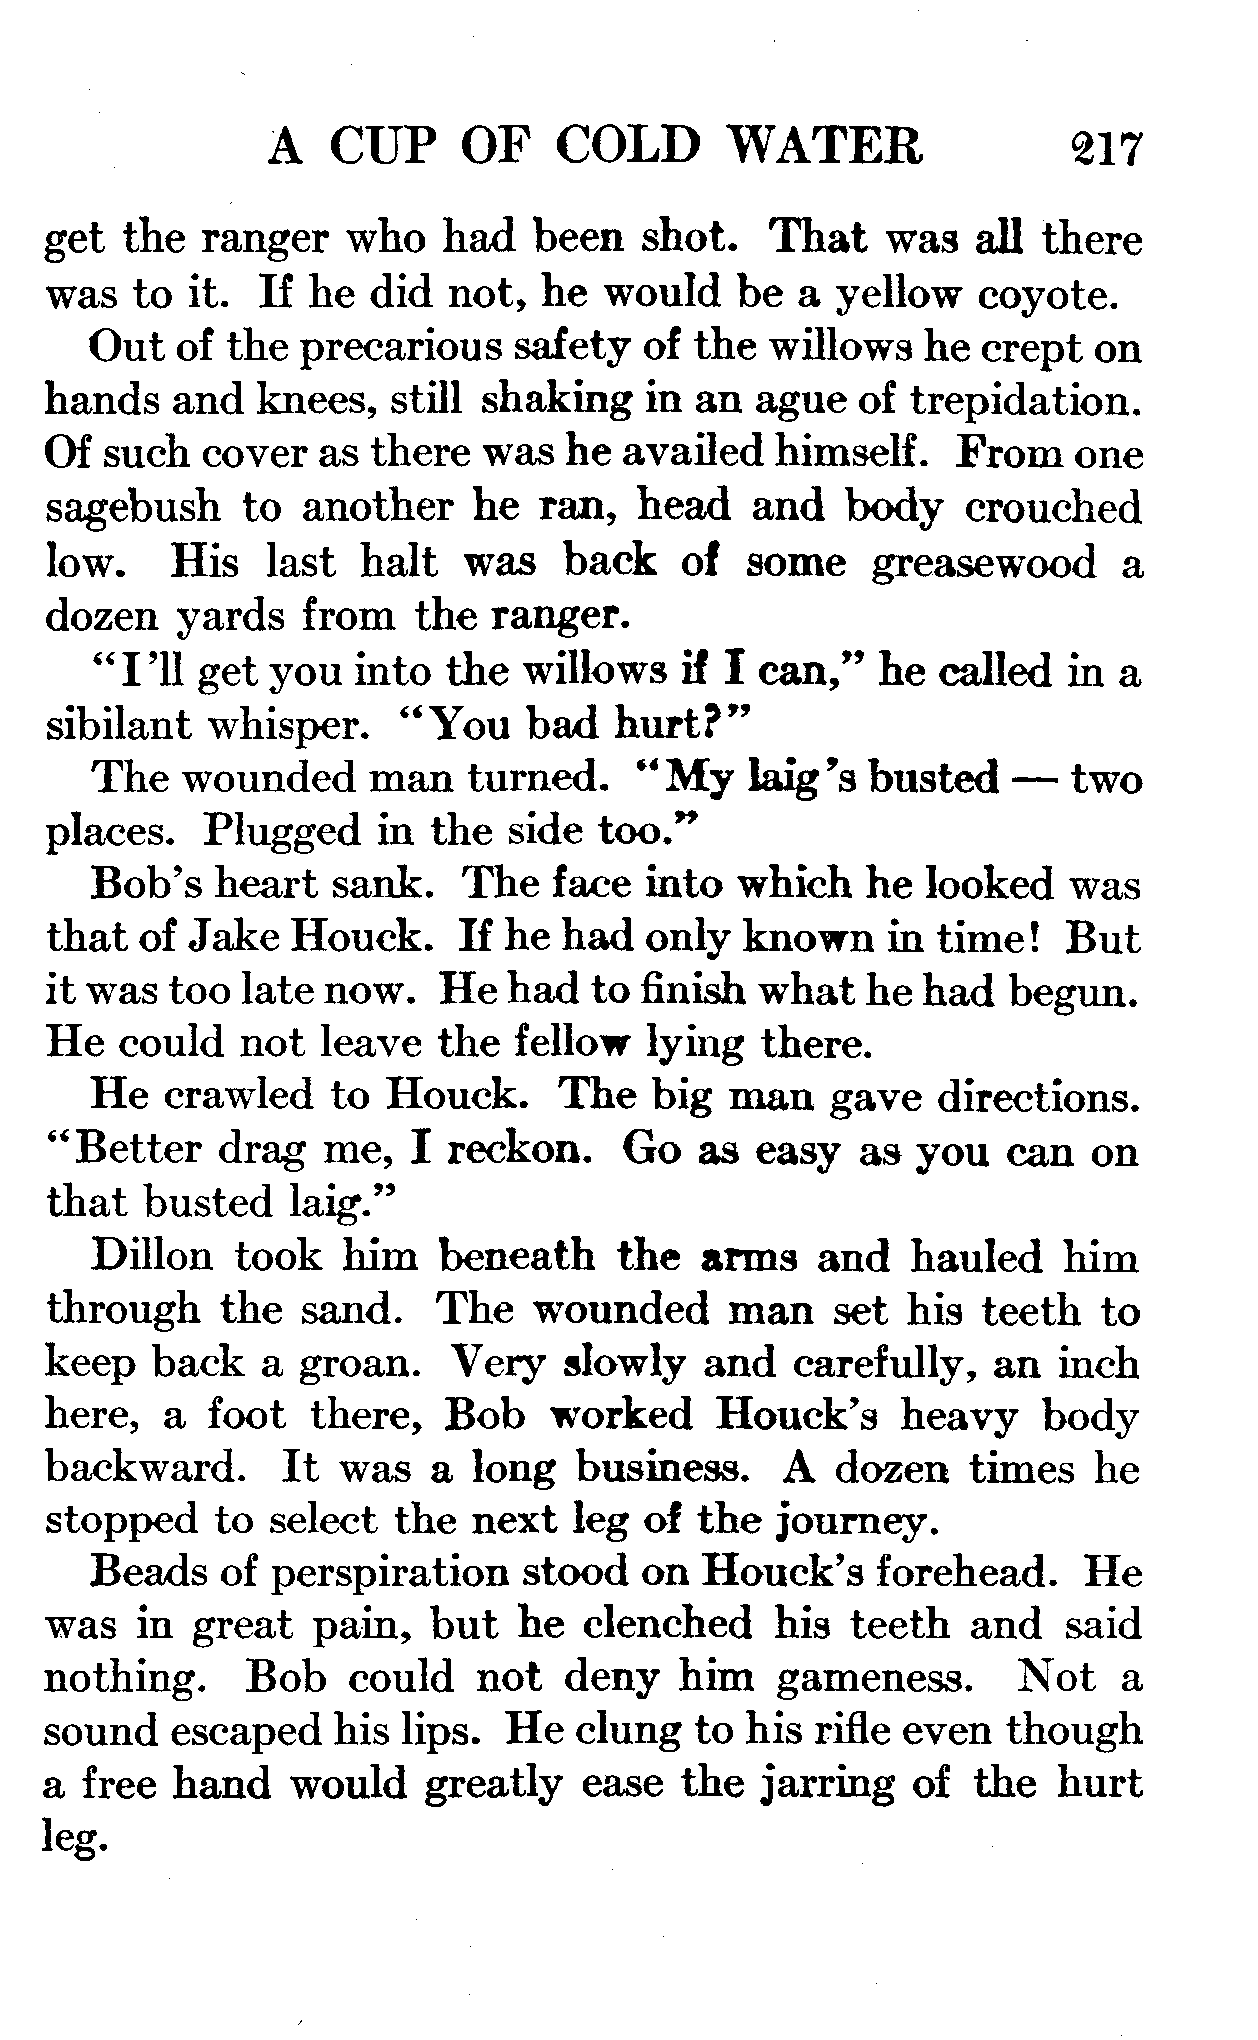 A CUP OF COLD WATER 217
get the ranger who had been shot. That was all there
was to it. If he did not, he would be a yellow coyote.
Out of the precarious safety of the willows he crept on
hands and knees, still shaking in an ague of trepidation.
Of such cover as there was he availed himself. From one
sagebush to another he ran, head and body crouched
low. His last halt was back of some greasewood a
dozen yards from the ranger.
“I'll get you into the willows if I can,” he called in a
sibilant whisper. “You bad hurt?”
The wounded man turned. “My laig's busted — two
places. Plugged in the side too.”
Bob's heart sank. The face into which he looked was
that of Jake Houck. If he had only known in time! But
it was too late now. He had to finish what he had begun.
He could not leave the fellow lying there.
He crawled to Houck. The big man gave directions.
“Better drag me, I reckon. Go as easy as you can on
that busted laig.”
Dillon took him beneath the arms and hauled him
through the sand. The wounded man set his teeth to
keep back a groan. Very slowly and carefully, an inch
here, a foot there, Bob worked Houck's heavy body
backward. It was a long business. A dozen times he
stopped to select the next leg of the journey.
Beads of perspiration stood on Houck's forehead. He
was in great pain, but he clenched his teeth and said
nothing. Bob could not deny him gameness. Not a
sound escaped his lips. He clung to his rifle even though
a free hand would greatly ease the jarring of the hurt
leg.